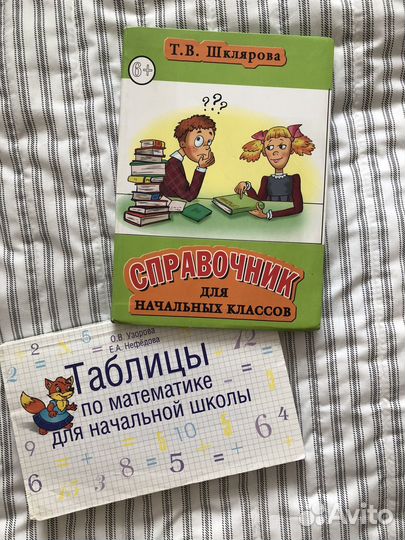 Т.В. Шклярова
6+
???
СПРАВОЧНИК
ДЛЯ
НАЧАЛЬНЫХ КЛАССОВ
О.В. Узорова
Е.А. Нефёдова
Таблицы
по математике
для начальной школы
Avito